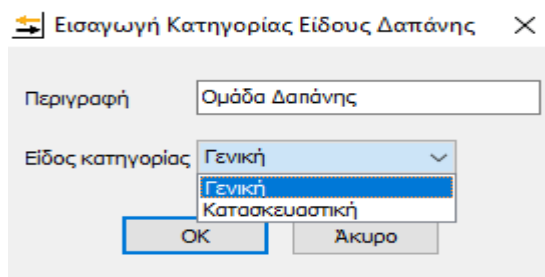 Εισαγωγή Κατηγορίας Είδους Δαπάνης
Περιγραφή Ομάδα Δαπάνης
Είδος κατηγορίας Γενική
Γενική
Κατασκευαστική
OK Άκυρο